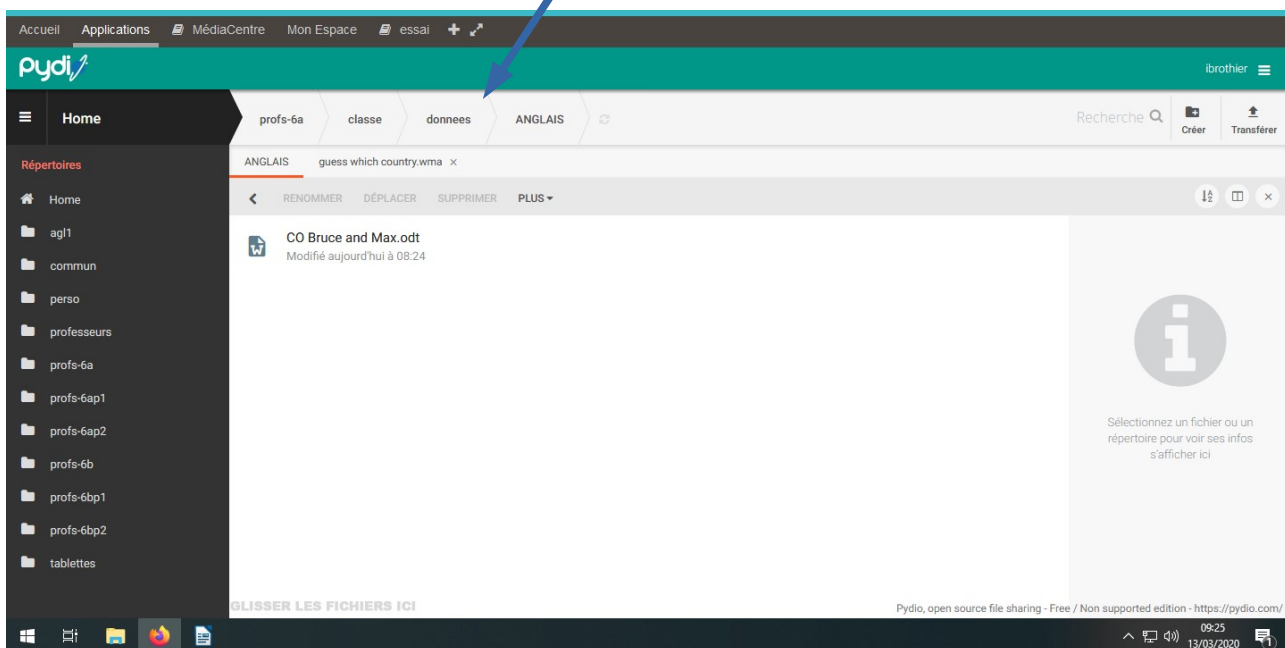 Accueil Applications MédiaCentre Mon Espace essai
pydi
ibrothier
Home
profs-6a classe donnees ANGLAIS
Recherche
Créer
Transférer
Répertoires
ANGLAIS guess which country.wma ×
Home
RENOMMER DÉPLACER SUPPRIMER PLUS
agl1
CO Bruce and Max.odt
Modifié aujourd'hui à 08:24
commun
perso
professeurs
profs-6a
profs-6ap1
profs-6ap2
profs-6b
profs-6bp1
profs-6bp2
tablettes
Sélectionnez un fichier ou un
répertoire pour voir ses infos
s'afficher ici
GLISSER LES FICHIERS ICI
Pydio, open source file sharing - Free / Non supported edition - https://pydio.com/
09:25
13/03/2020